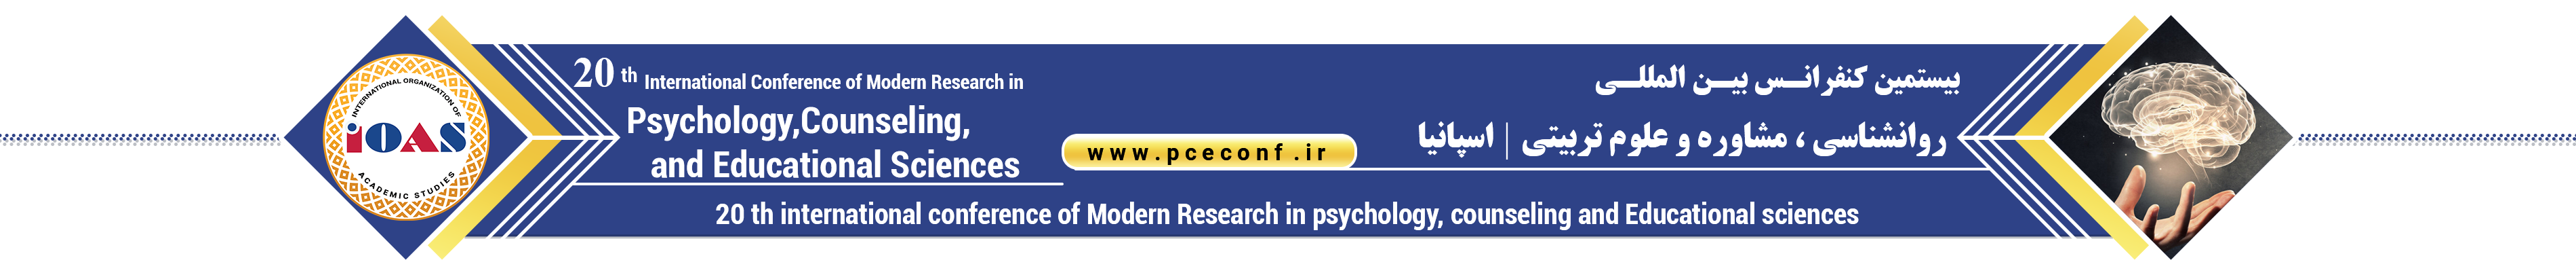 INTERNATIONAL ORGANIZATION OF
iOAS
ACADEMIC STUDIES
20 th International Conference of Modern Research in
Psychology,Counseling,
and Educational Sciences
www.pceconf.ir
بیستمین کنفرانس بین المللی
روانشناسی ، مشاوره و علوم تربیتی | اسپانیا
20 th international conference of Modern Research in psychology, counseling and Educational sciences